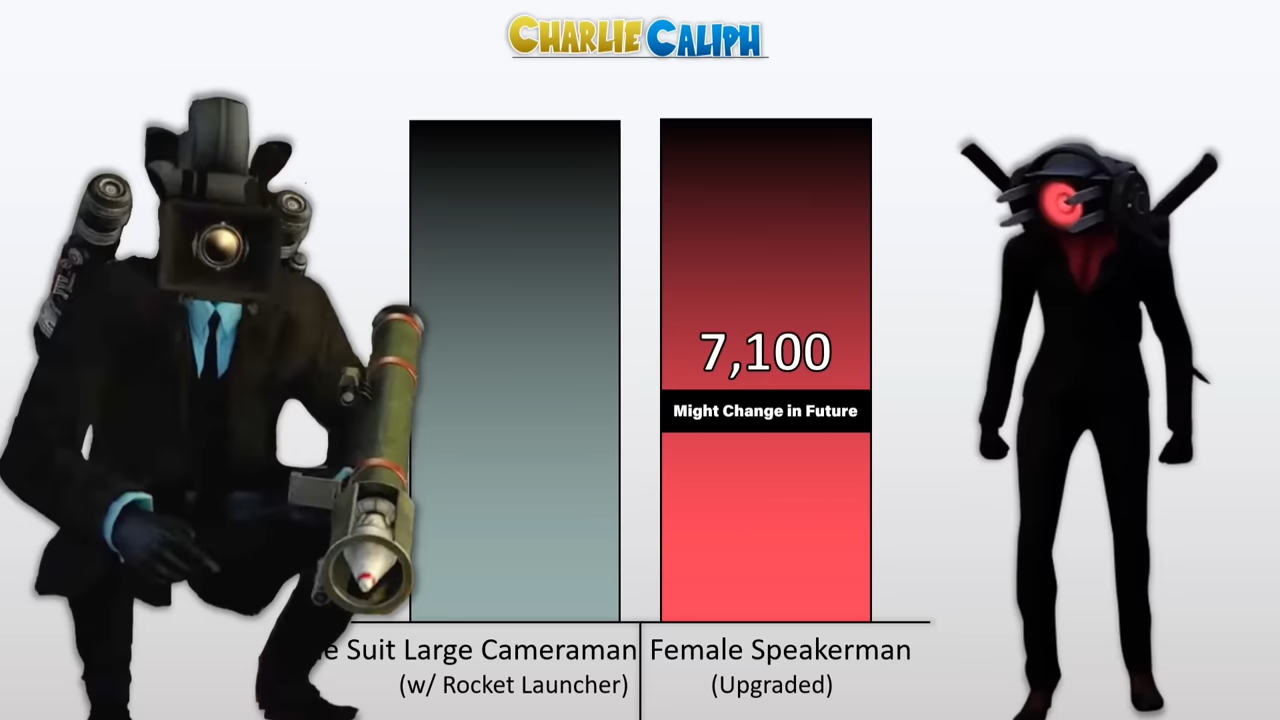 CHARLIE CALIPH
7,100
Might Change in Future
Suit Large Cameraman
(w/ Rocket Launcher)
Female Speakerman
(Upgraded)